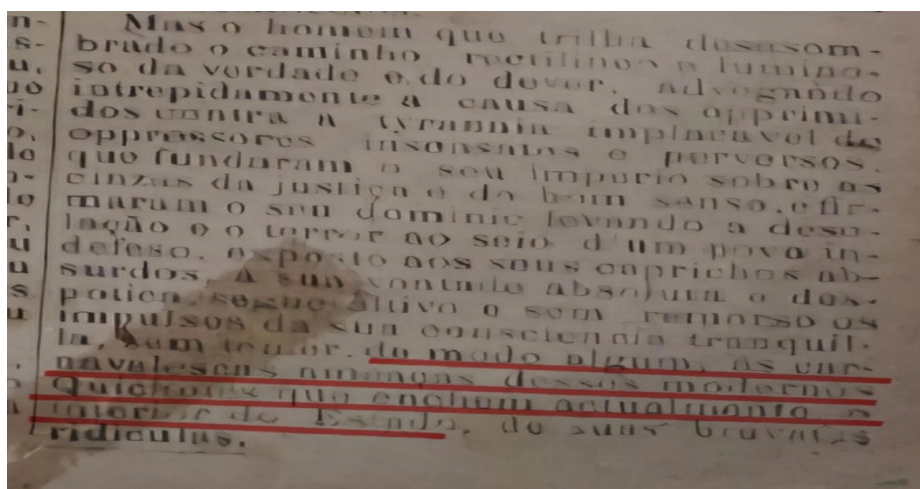 Mas o homem que trilha desassom-
brado o caminho rectilineo e lumino-
so da verdade e do dever, advogando
intrepidamente a causa dos opprimi-
dos contra a tyrannia implacavel de
oppressores insensatos e perversos,
que fundaram o seu imperio sobre as
cinzas da justiça e do bom senso, e fir-
maram o seu dominio levando a deso-
lação e o terror ao seio d'um povo in-
defeso, exposto aos seus caprichos ab-
surdos. A sua vontade absoluta e des-
potica, segue altivo e sem remorso os
impulsos da sua consciencia tranquil-
la, sem temer, de modo algum, as car-
navalescas ameaças desses modernos
Quichotes que enchem actualmente o
interior do Estado, de suas bravatas
ridiculas.